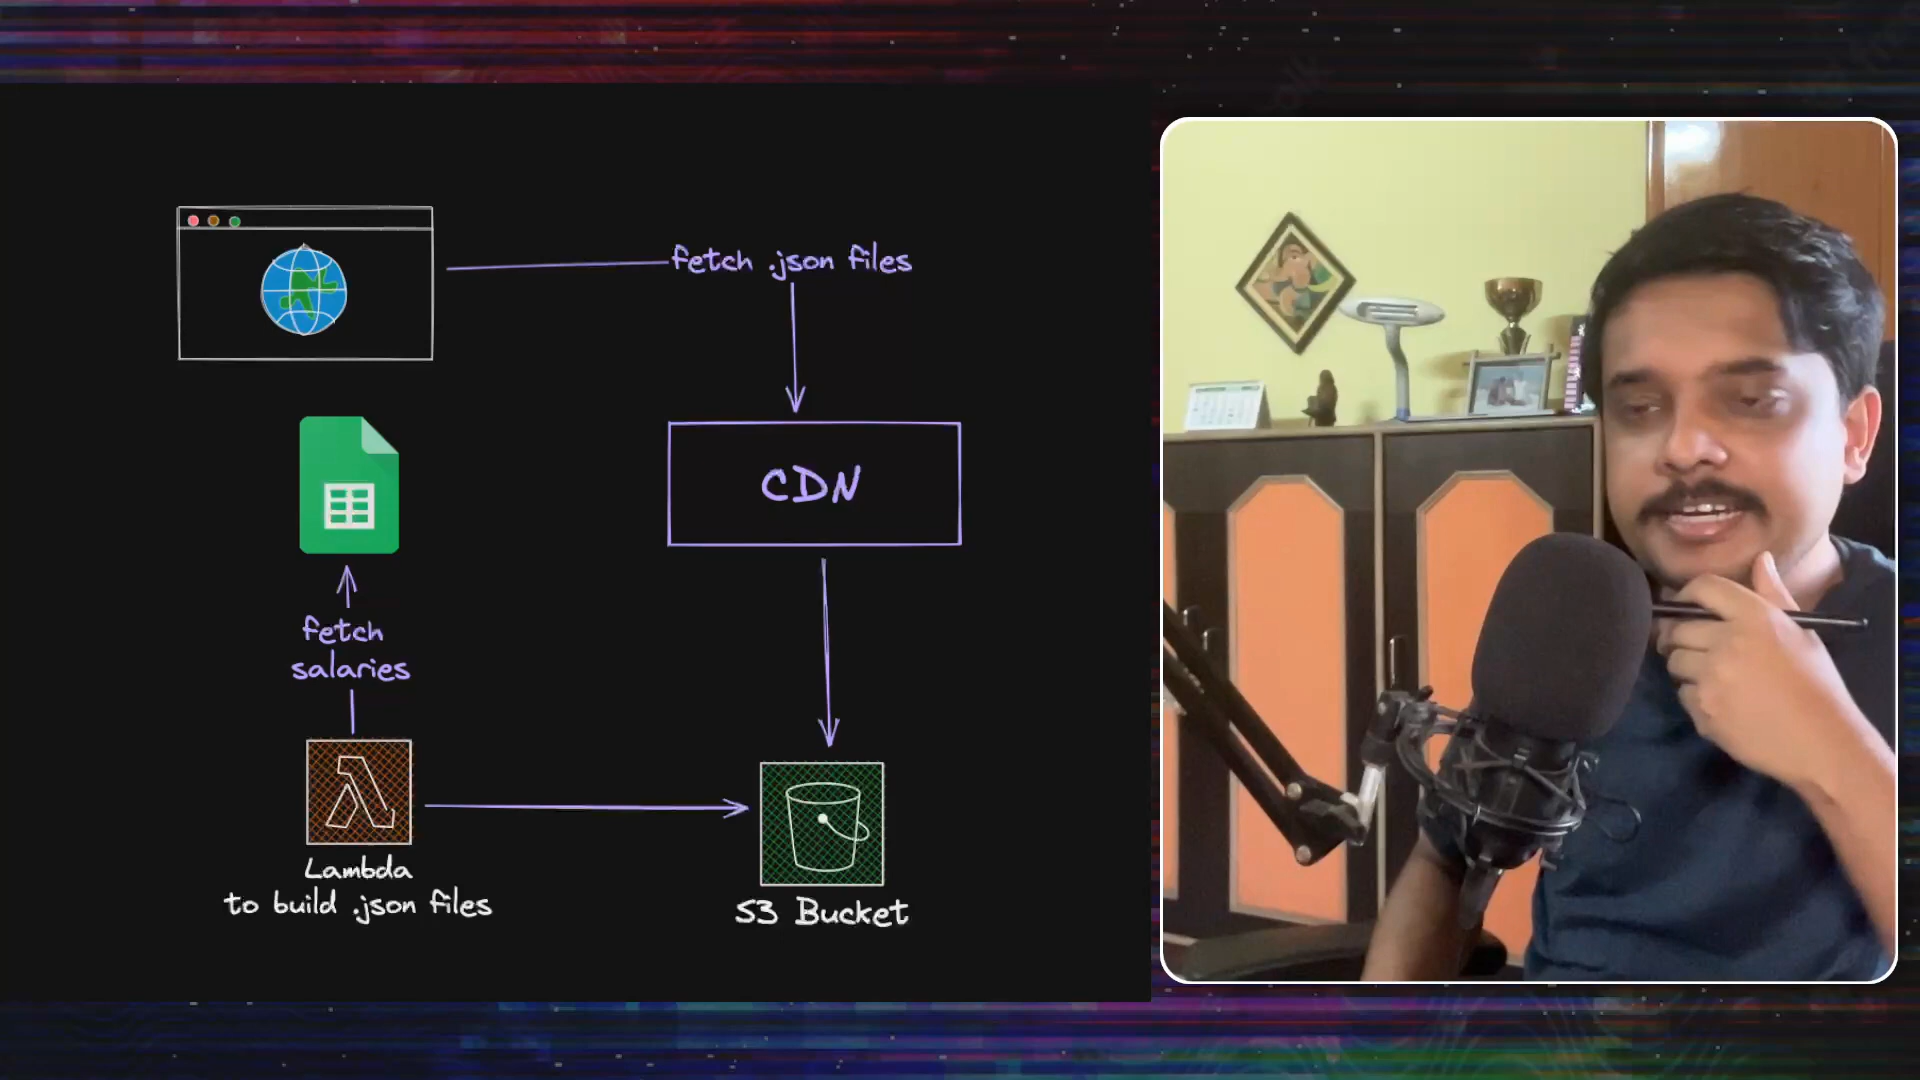 fetch .json files
CDN
fetch
salaries
Lambda
to build .json files
S3 Bucket